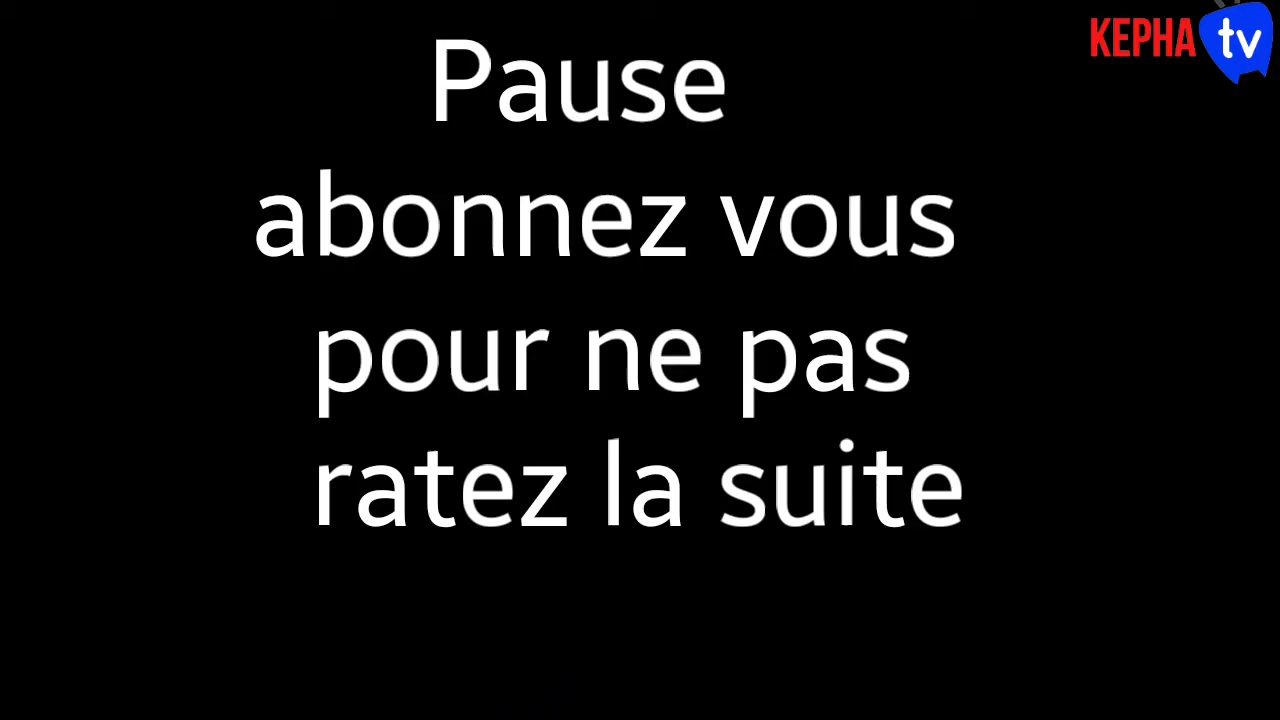 KEPHA tv
Pause
abonnez vous
pour ne pas
ratez la suite